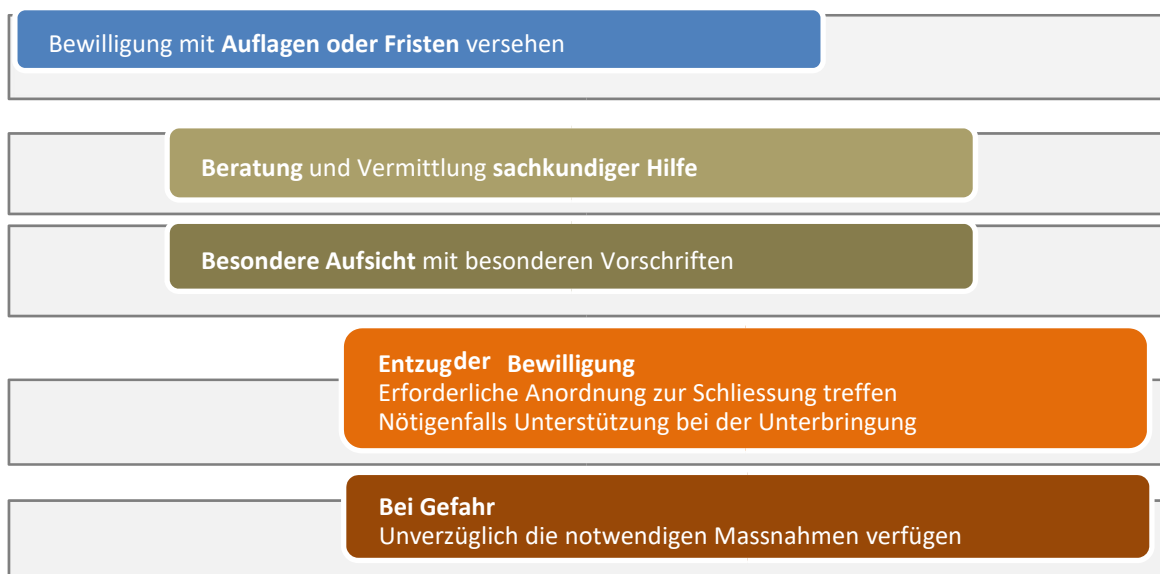 Bewilligung mit Auflagen oder Fristen versehen
Beratung und Vermittlung sachkundiger Hilfe
Besondere Aufsicht mit besonderen Vorschriften
Entzug der Bewilligung
Erforderliche Anordnung zur Schliessung treffen
Nötigenfalls Unterstützung bei der Unterbringung
Bei Gefahr
Unverzüglich die notwendigen Massnahmen verfügen